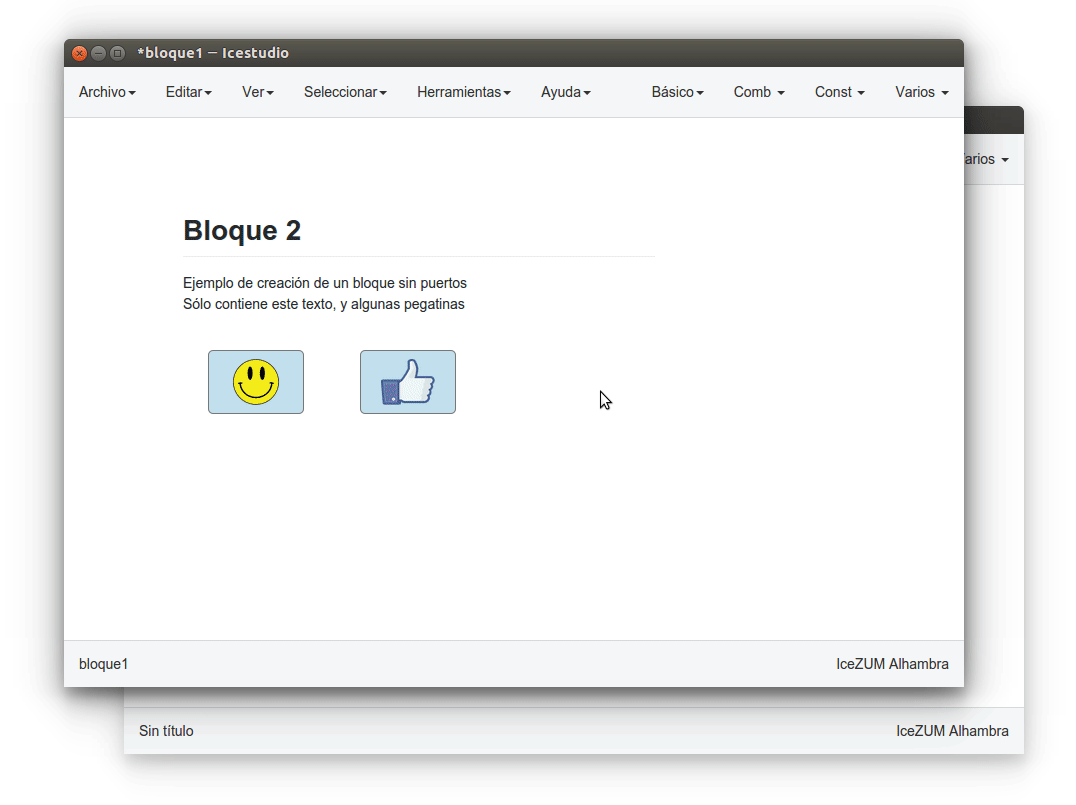 *bloque1 – Icestudio
Archivo Editar Ver Seleccionar Herramientas Ayuda Básico Comb Const Varios
arios
Bloque 2
Ejemplo de creación de un bloque sin puertos
Sólo contiene este texto, y algunas pegatinas
bloque1 IceZUM Alhambra
Sin título IceZUM Alhambra